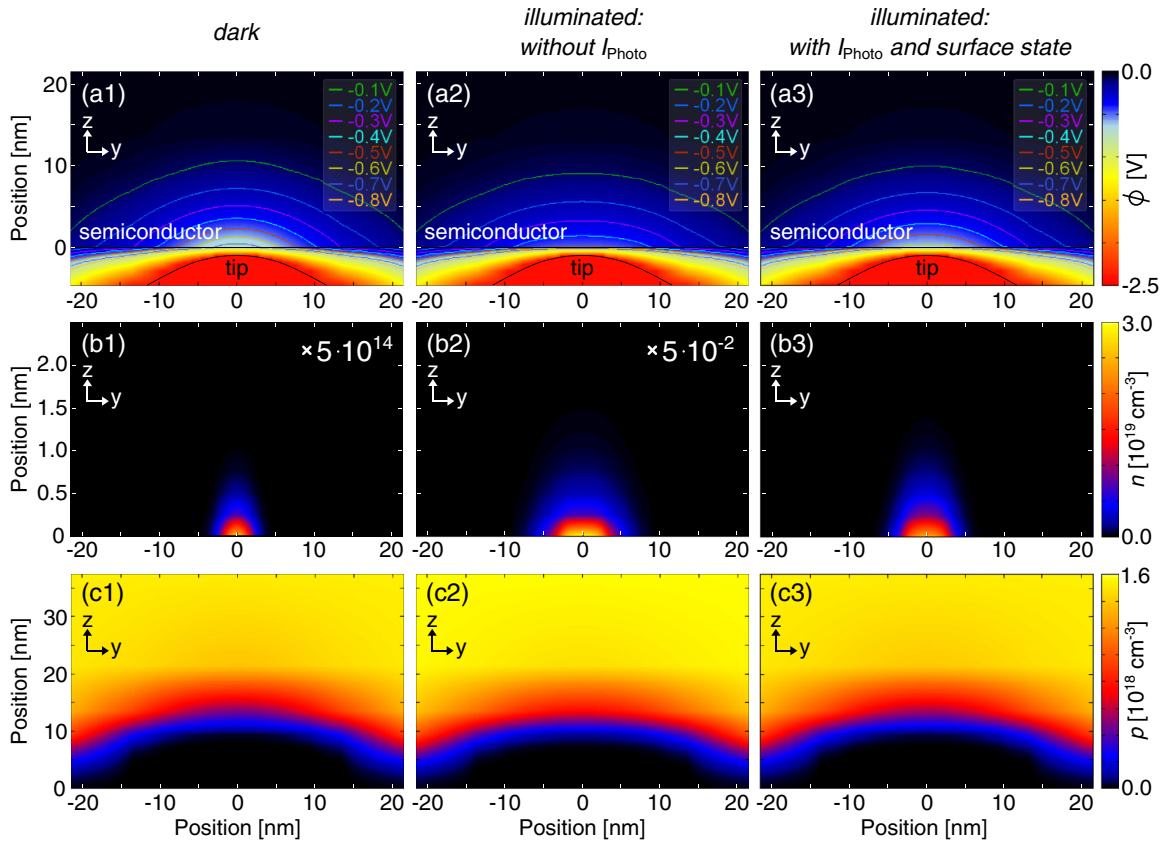 dark
illuminated:
without I_Photo
illuminated:
with I_Photo and surface state
Position [nm]
20
10
0
(a1)
z
y
-0.1V
-0.2V
-0.3V
-0.4V
-0.5V
-0.6V
-0.7V
-0.8V
semiconductor
tip
-20 -10 0 10 20
(a2)
z
y
-0.1V
-0.2V
-0.3V
-0.4V
-0.5V
-0.6V
-0.7V
-0.8V
semiconductor
tip
-20 -10 0 10 20
(a3)
z
y
-0.1V
-0.2V
-0.3V
-0.4V
-0.5V
-0.6V
-0.7V
-0.8V
semiconductor
tip
-20 -10 0 10 20
0.0
ϕ [V]
-2.5
Position [nm]
2.0
1.5
1.0
0.5
0
(b1)
× 5·10^14
z
y
-20 -10 0 10 20
(b2)
× 5·10^-2
z
y
-20 -10 0 10 20
(b3)
z
y
-20 -10 0 10 20
3.0
n [10^19 cm^-3]
0.0
Position [nm]
30
20
10
0
(c1)
z
y
-20 -10 0 10 20
Position [nm]
(c2)
z
y
-20 -10 0 10 20
Position [nm]
(c3)
z
y
-20 -10 0 10 20
Position [nm]
1.6
p [10^18 cm^-3]
0.0